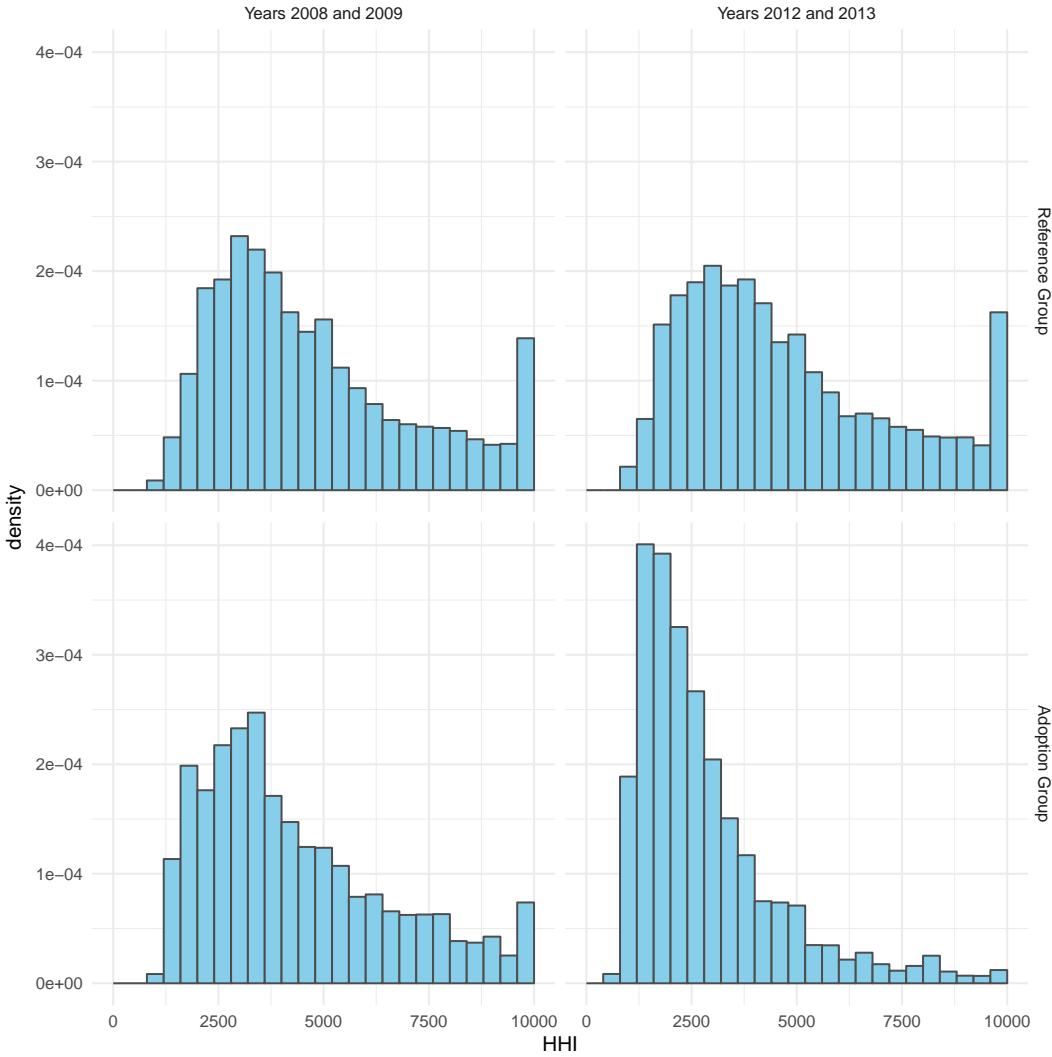 Years 2008 and 2009
Years 2012 and 2013
4e−04
3e−04
2e−04
1e−04
0e+00
Reference Group
density
4e−04
3e−04
2e−04
1e−04
0e+00
Adoption Group
0
2500
5000
7500
10000
0
2500
5000
7500
10000
HHI